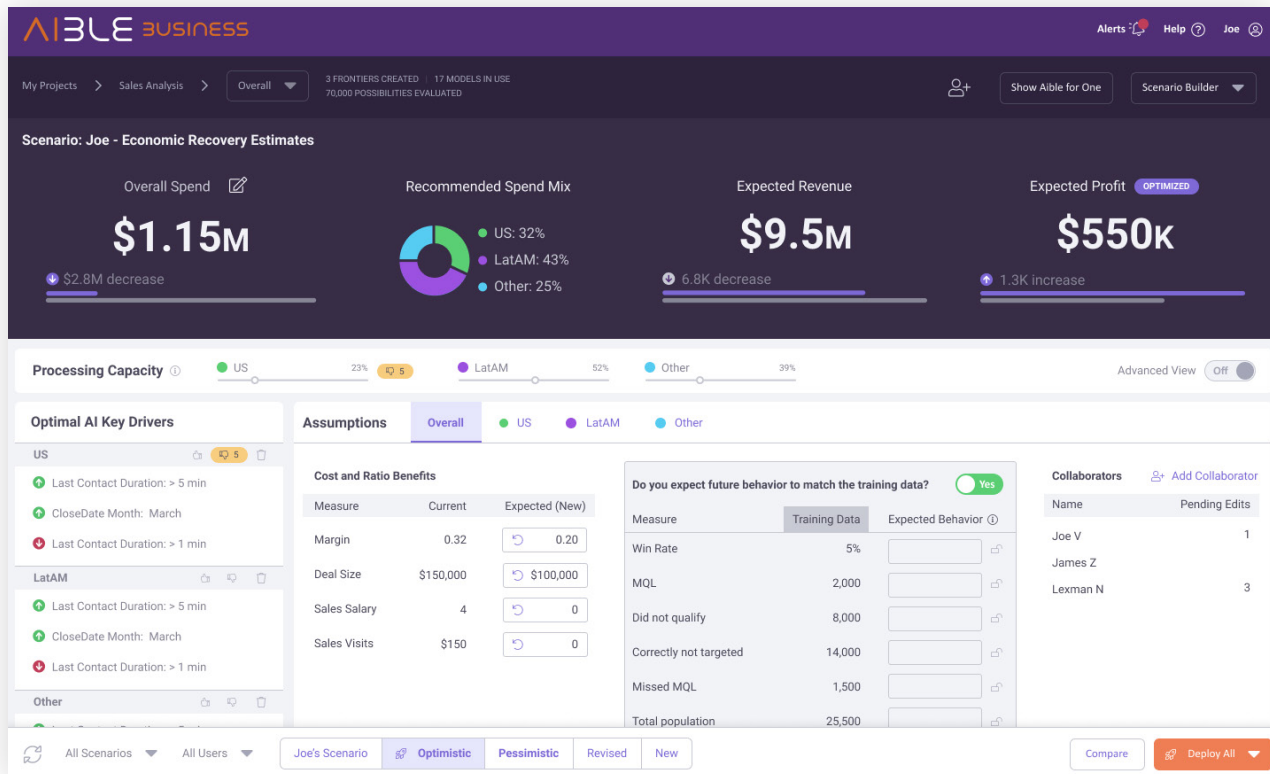 AIBLE BUSINESS
Alerts Help ? Joe
My Projects > Sales Analysis > Overall
3 FRONTIERS CREATED | 17 MODELS IN USE
70,000 POSSIBILITIES EVALUATED
Show Aible for One
Scenario Builder
Scenario: Joe - Economic Recovery Estimates
Overall Spend
$1.15M
$2.8M decrease
Recommended Spend Mix
US: 32%
LatAM: 43%
Other: 25%
Expected Revenue
$9.5M
6.8K decrease
Expected Profit OPTIMIZED
$550K
1.3K increase
Processing Capacity
US 23% 5
LatAM 52%
Other 39%
Advanced View Off
Optimal AI Key Drivers
US 5
Last Contact Duration: > 5 min
CloseDate Month: March
Last Contact Duration: > 1 min
LatAM
Last Contact Duration: > 5 min
CloseDate Month: March
Last Contact Duration: > 1 min
Other
Assumptions Overall US LatAM Other
Cost and Ratio Benefits
Measure Current Expected (New)
Margin 0.32 0.20
Deal Size $150,000 $100,000
Sales Salary 4 0
Sales Visits $150 0
Do you expect future behavior to match the training data? Yes
Measure Training Data Expected Behavior
Win Rate 5%
MQL 2,000
Did not qualify 8,000
Correctly not targeted 14,000
Missed MQL 1,500
Total population 25,500
Collaborators Add Collaborator
Name Pending Edits
Joe V 1
James Z
Lexman N 3
All Scenarios All Users Joe's Scenario Optimistic Pessimistic Revised New
Compare Deploy All